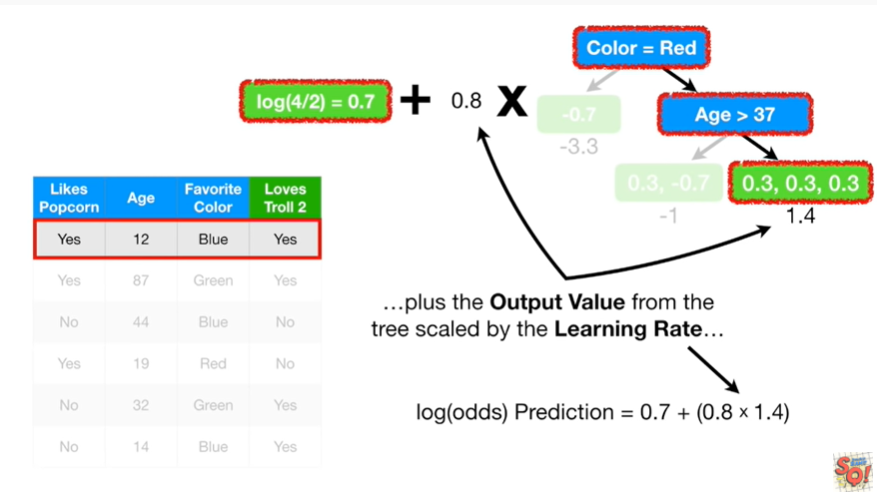 Color = Red
log(4/2) = 0.7 + 0.8 X
-0.7
Age > 37
-3.3
0.3, -0.7
0.3, 0.3, 0.3
-1
1.4
Likes Popcorn Age Favorite Color Loves Troll 2
Yes 12 Blue Yes
Yes 87 Green Yes
No 44 Blue No
Yes 19 Red No
No 32 Green Yes
No 14 Blue Yes
…plus the Output Value from the
tree scaled by the Learning Rate…
log(odds) Prediction = 0.7 + (0.8 × 1.4)
SQ!